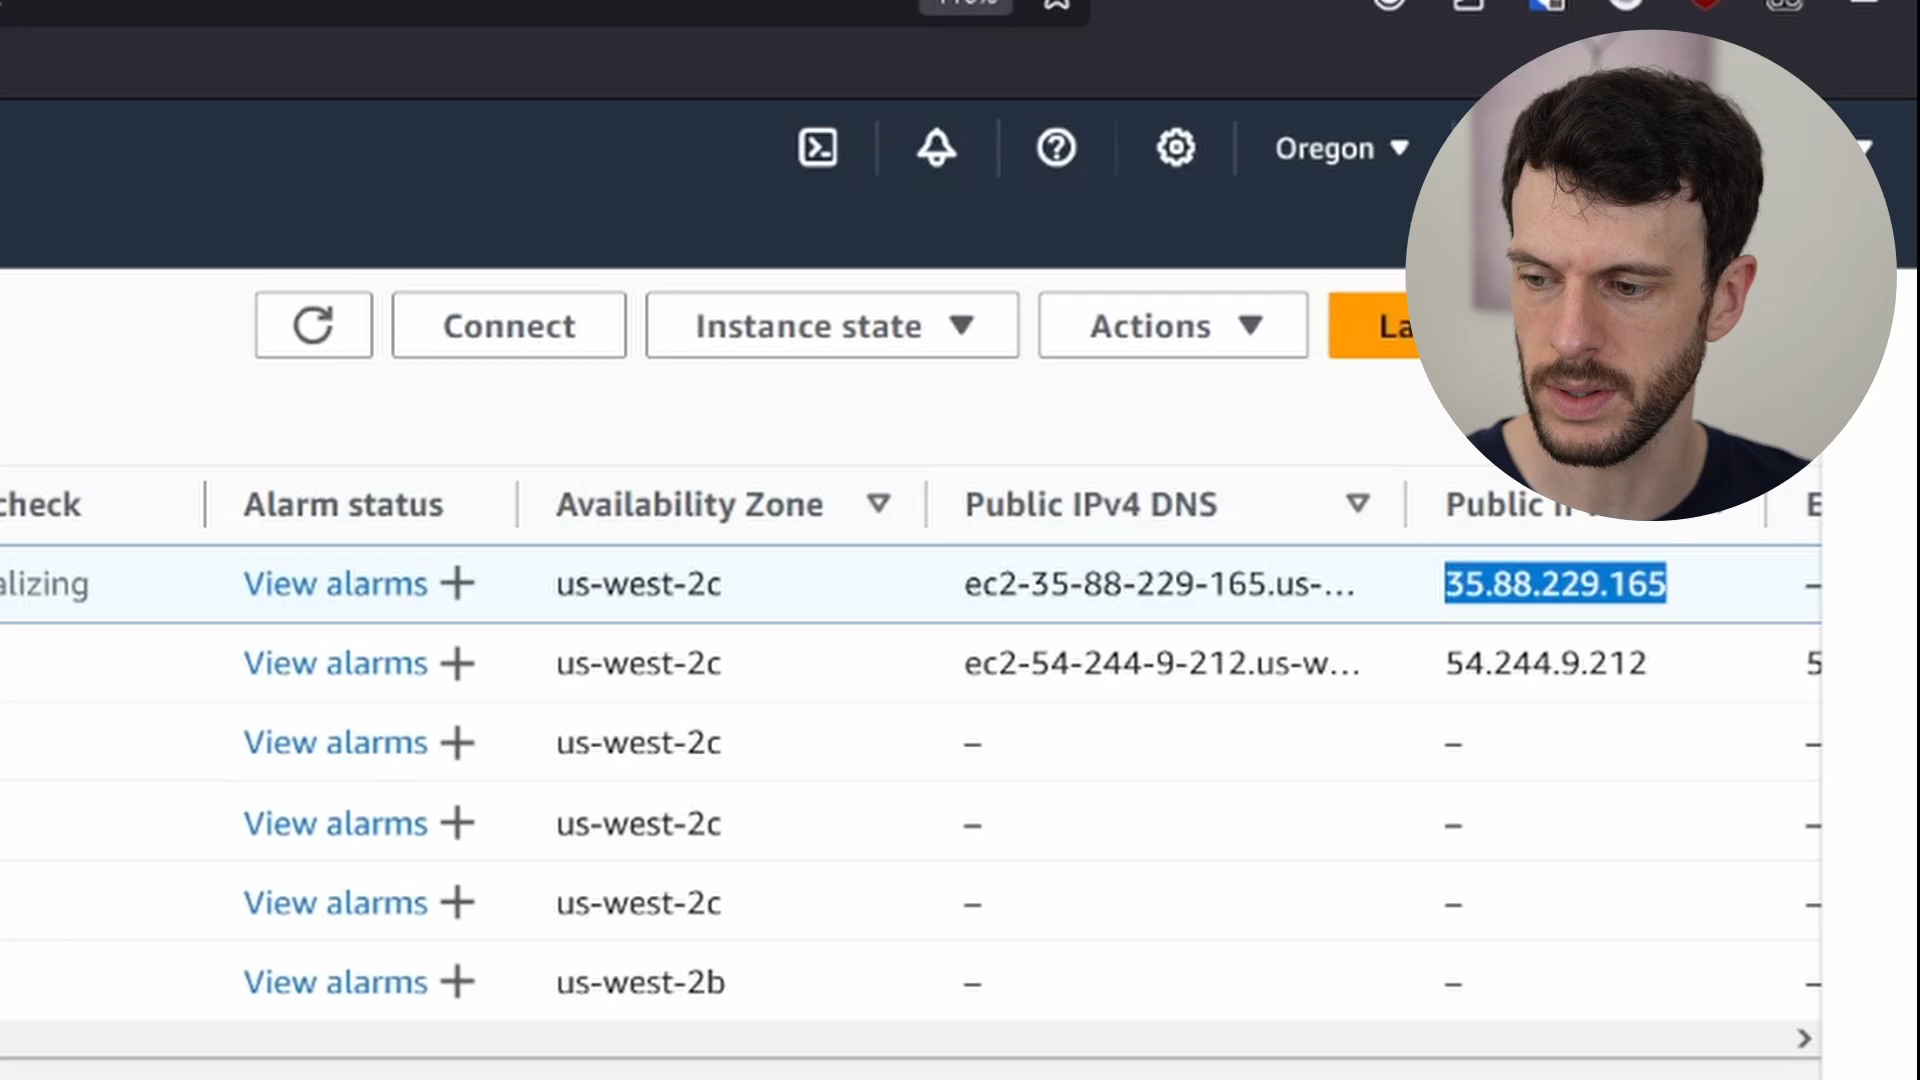 Oregon
Connect
Instance state
Actions
La
check
Alarm status
Availability Zone
Public IPv4 DNS
Public
E
alizing
View alarms
us-west-2c
ec2-35-88-229-165.us-...
35.88.229.165
–
View alarms
us-west-2c
ec2-54-244-9-212.us-w...
54.244.9.212
5
View alarms
us-west-2c
–
–
–
View alarms
us-west-2c
–
–
–
View alarms
us-west-2c
–
–
–
View alarms
us-west-2b
–
–
–